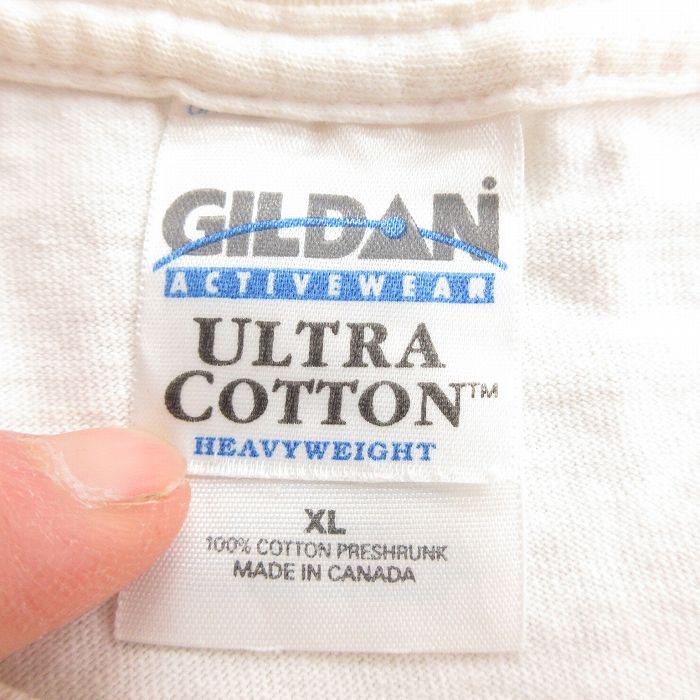 GILDAN
ACTIVEWEAR
ULTRA
COTTON™
HEAVYWEIGHT
XL
100% COTTON PRESHRUNK
MADE IN CANADA